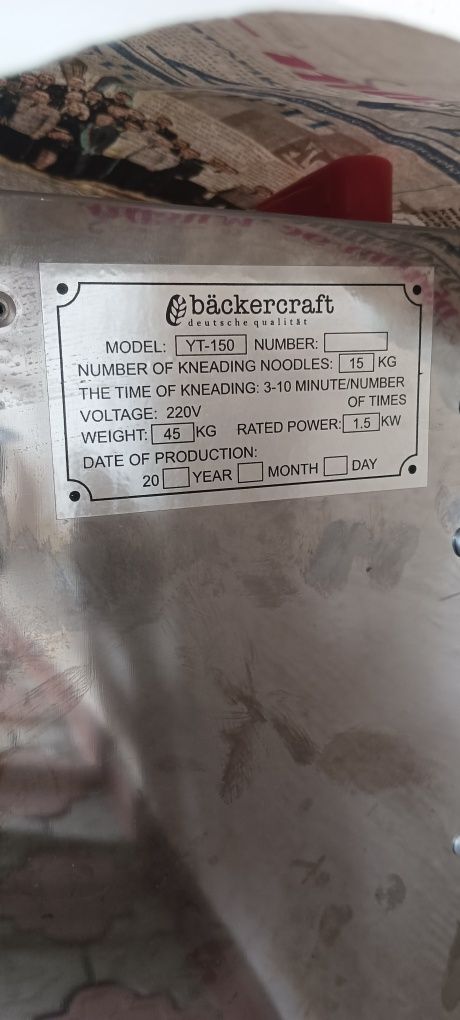 bäckercraft
deutsche qualität
MODEL: YT-150 NUMBER:
NUMBER OF KNEADING NOODLES: 15 KG
THE TIME OF KNEADING: 3-10 MINUTE/NUMBER
OF TIMES
VOLTAGE: 220V
WEIGHT: 45 KG RATED POWER: 1.5 KW
DATE OF PRODUCTION:
20 YEAR MONTH DAY